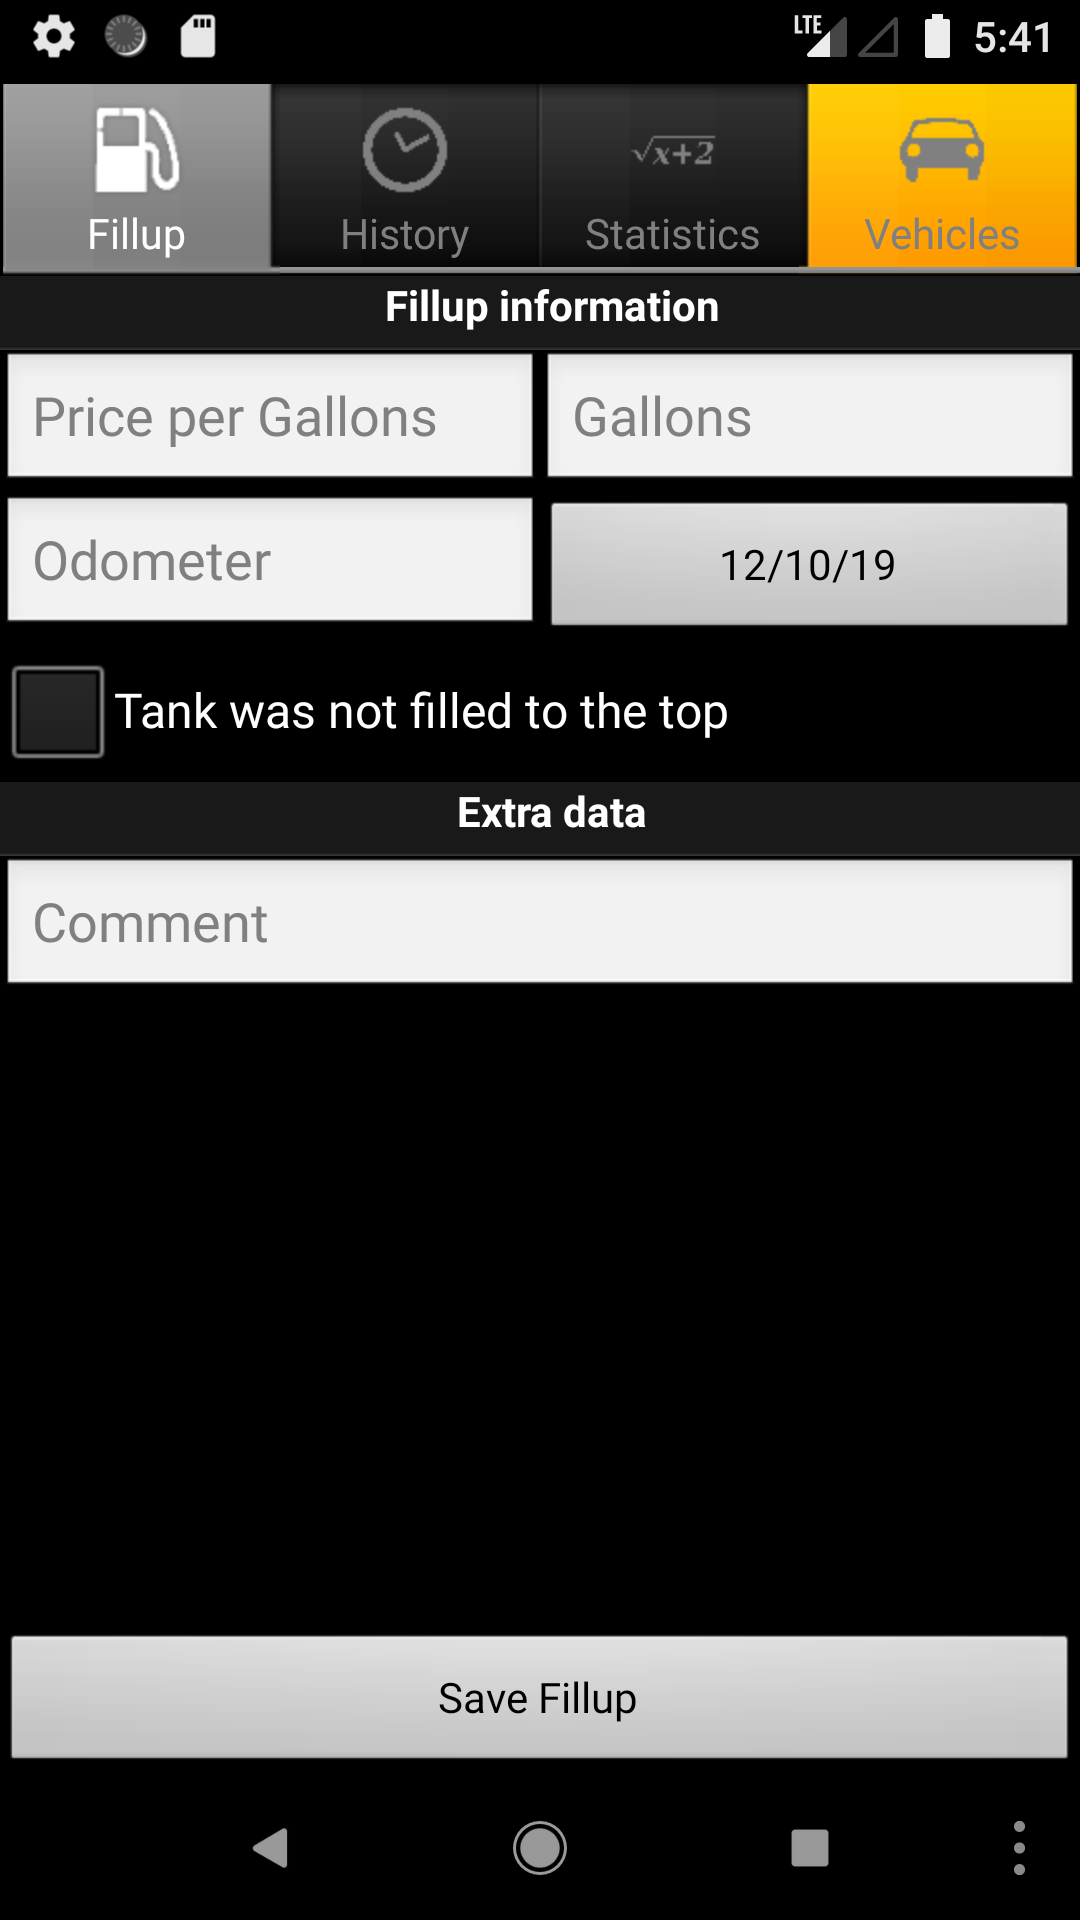 LTE 5:41
Fillup History √x+2 Statistics Vehicles
Fillup information
Price per Gallons Gallons
Odometer 12/10/19
Tank was not filled to the top
Extra data
Comment
Save Fillup